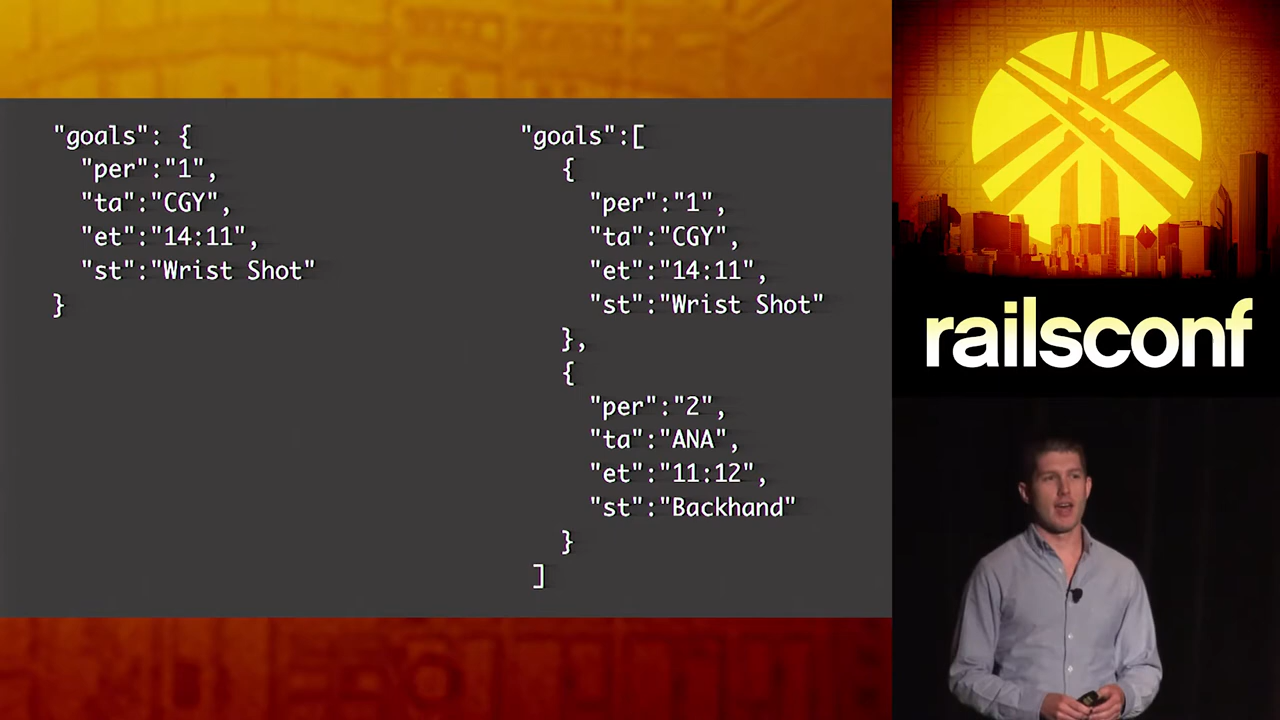 "goals": {
"per":"1",
"ta":"CGY",
"et":"14:11",
"st":"Wrist Shot"
}
"goals":[
{
"per":"1",
"ta":"CGY",
"et":"14:11",
"st":"Wrist Shot"
},
{
"per":"2",
"ta":"ANA",
"et":"11:12",
"st":"Backhand"
}
]
railsconf